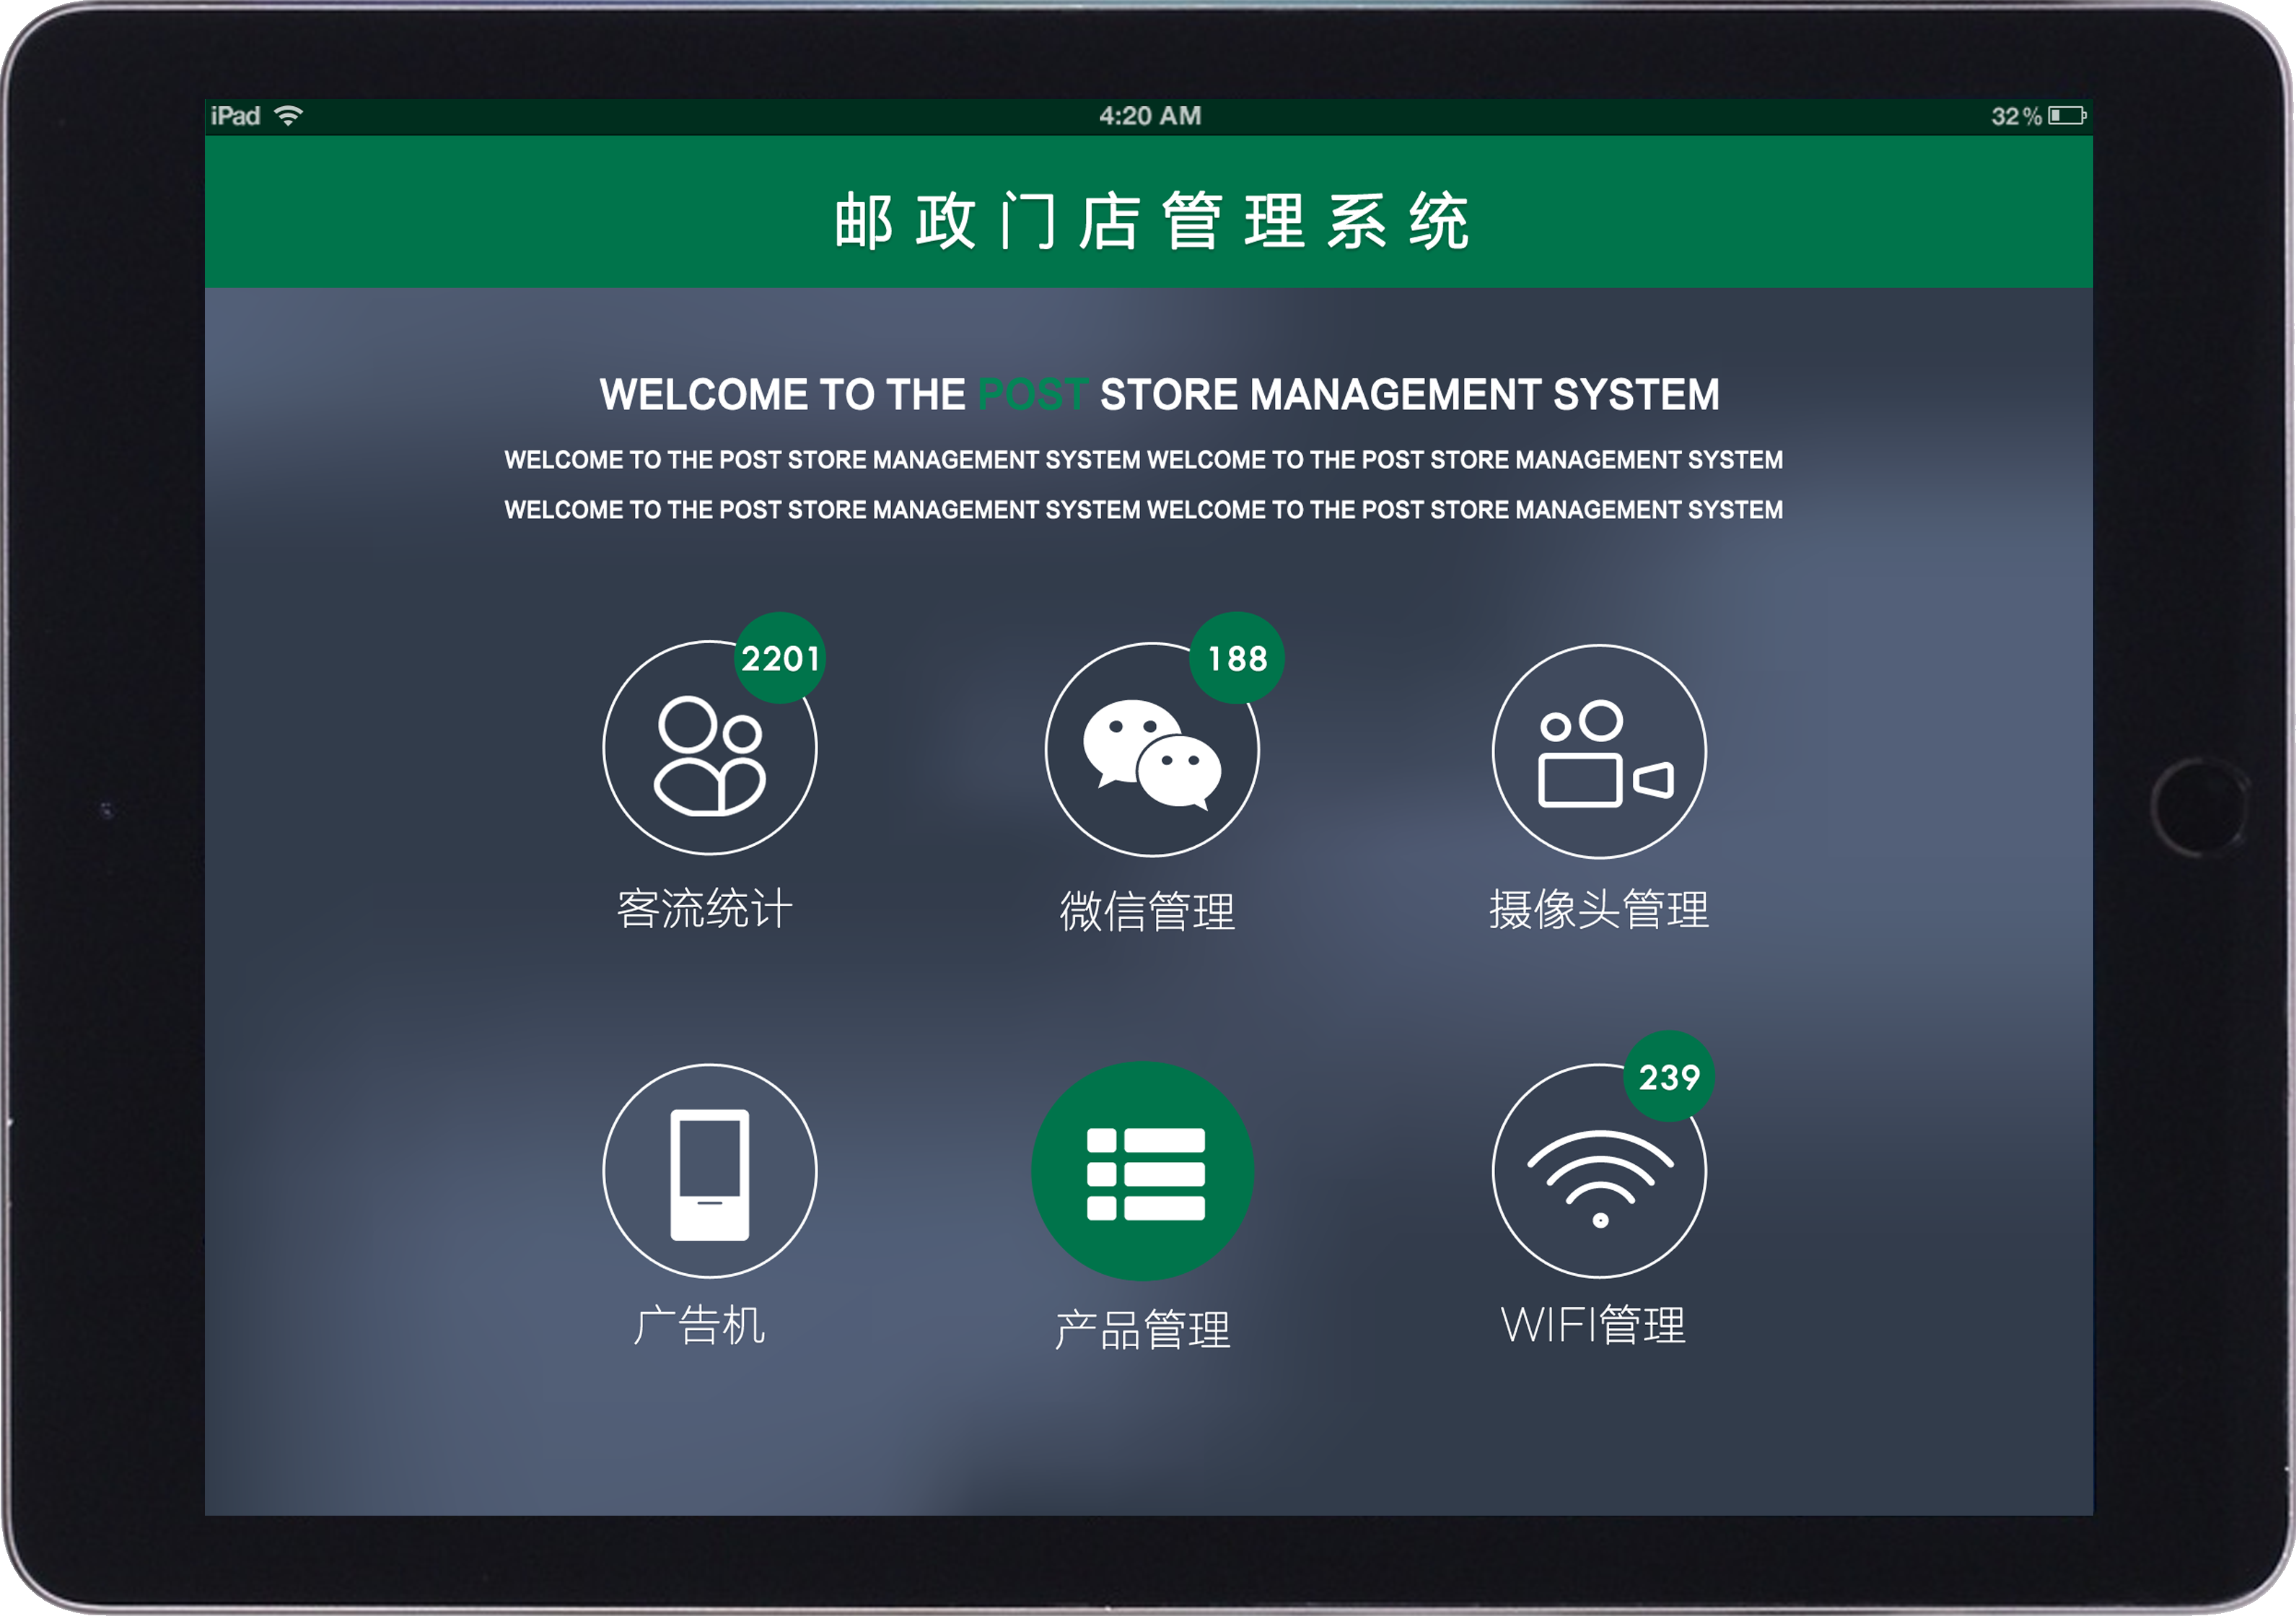 iPad 4:20 AM 32%
邮政门店管理系统
WELCOME TO THE POST STORE MANAGEMENT SYSTEM
WELCOME TO THE POST STORE MANAGEMENT SYSTEM WELCOME TO THE POST STORE MANAGEMENT SYSTEM
WELCOME TO THE POST STORE MANAGEMENT SYSTEM WELCOME TO THE POST STORE MANAGEMENT SYSTEM
2201
188
客流统计
微信管理
摄像头管理
239
广告机
产品管理
WIFI管理